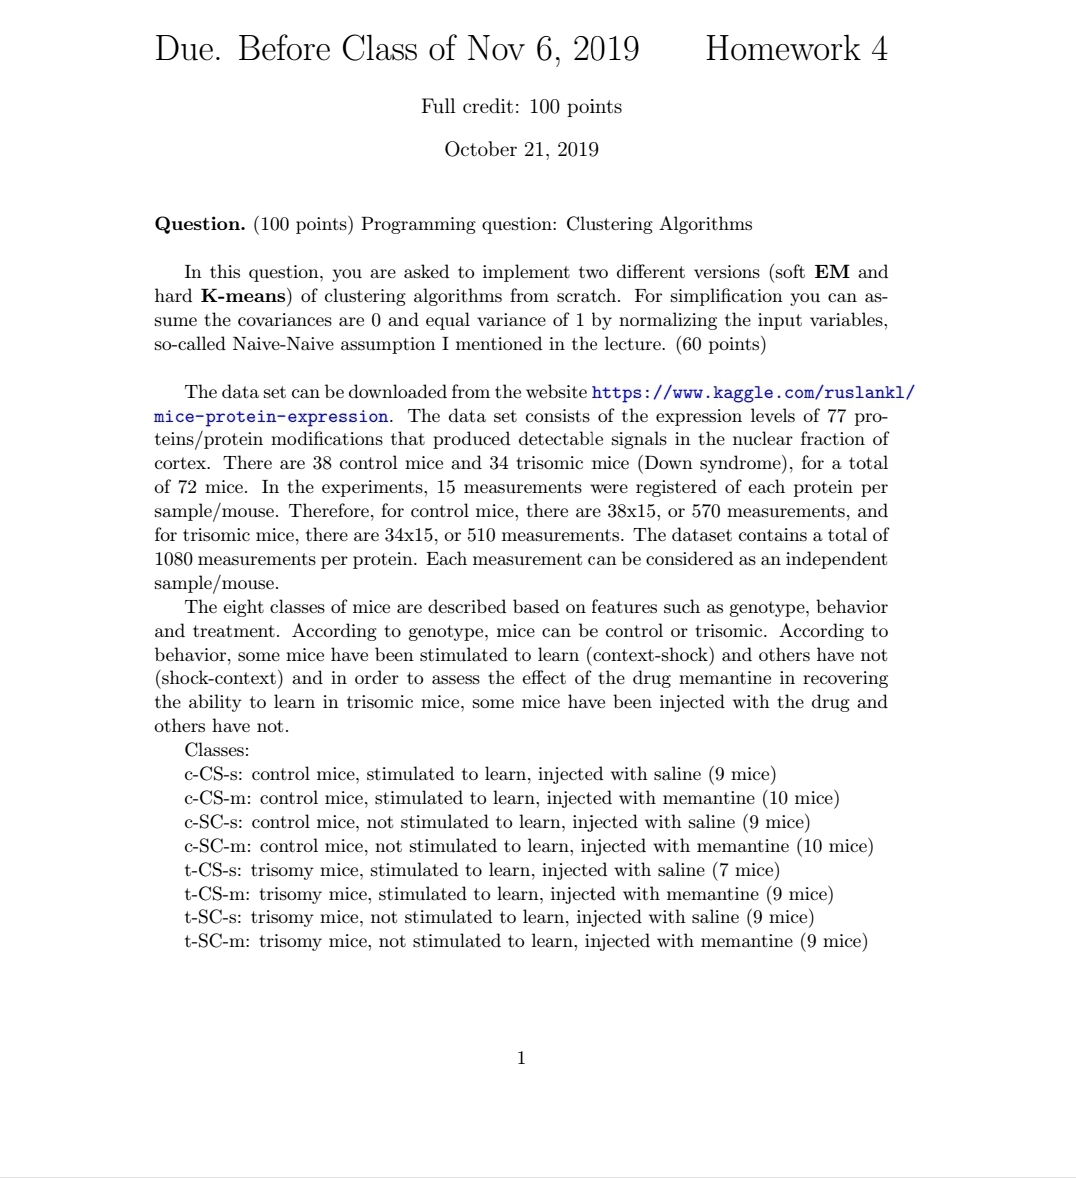 Due. Before Class of Nov 6, 2019 Homework 4
Full credit: 100 points
October 21, 2019
Question. (100 points) Programming question: Clustering Algorithms
In this question, you are asked to implement two different versions (soft EM and
hard K-means) of clustering algorithms from scratch. For simplification you can as-
sume the covariances are 0 and equal variance of 1 by normalizing the input variables,
so-called Naive-Naive assumption I mentioned in the lecture. (60 points)
The data set can be downloaded from the website https://www.kaggle.com/ruslankl/
mice-protein-expression. The data set consists of the expression levels of 77 pro-
teins/protein modifications that produced detectable signals in the nuclear fraction of
cortex. There are 38 control mice and 34 trisomic mice (Down syndrome), for a total
of 72 mice. In the experiments, 15 measurements were registered of each protein per
sample/mouse. Therefore, for control mice, there are 38x15, or 570 measurements, and
for trisomic mice, there are 34x15, or 510 measurements. The dataset contains a total of
1080 measurements per protein. Each measurement can be considered as an independent
sample/mouse.
The eight classes of mice are described based on features such as genotype, behavior
and treatment. According to genotype, mice can be control or trisomic. According to
behavior, some mice have been stimulated to learn (context-shock) and others have not
(shock-context) and in order to assess the effect of the drug memantine in recovering
the ability to learn in trisomic mice, some mice have been injected with the drug and
others have not.
Classes:
c-CS-s: control mice, stimulated to learn, injected with saline (9 mice)
c-CS-m: control mice, stimulated to learn, injected with memantine (10 mice)
c-SC-s: control mice, not stimulated to learn, injected with saline (9 mice)
c-SC-m: control mice, not stimulated to learn, injected with memantine (10 mice)
t-CS-s: trisomy mice, stimulated to learn, injected with saline (7 mice)
t-CS-m: trisomy mice, stimulated to learn, injected with memantine (9 mice)
t-SC-s: trisomy mice, not stimulated to learn, injected with saline (9 mice)
t-SC-m: trisomy mice, not stimulated to learn, injected with memantine (9 mice)
1